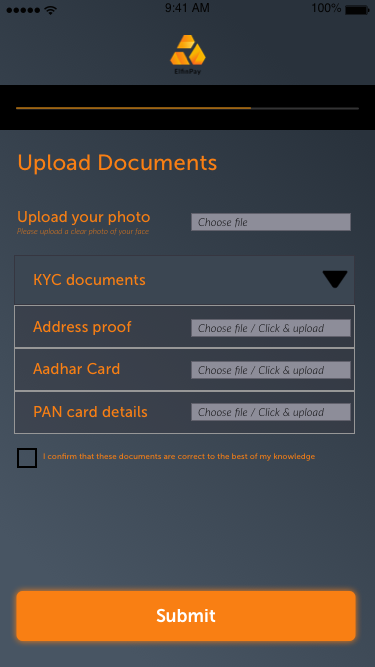 9:41 AM 100%
ElfinPay
Upload Documents
Upload your photo Choose file
Please upload a clear photo of your face
KYC documents
Address proof Choose file / Click & upload
Aadhar Card Choose file / Click & upload
PAN card details Choose file / Click & upload
I confirm that these documents are correct to the best of my knowledge
Submit